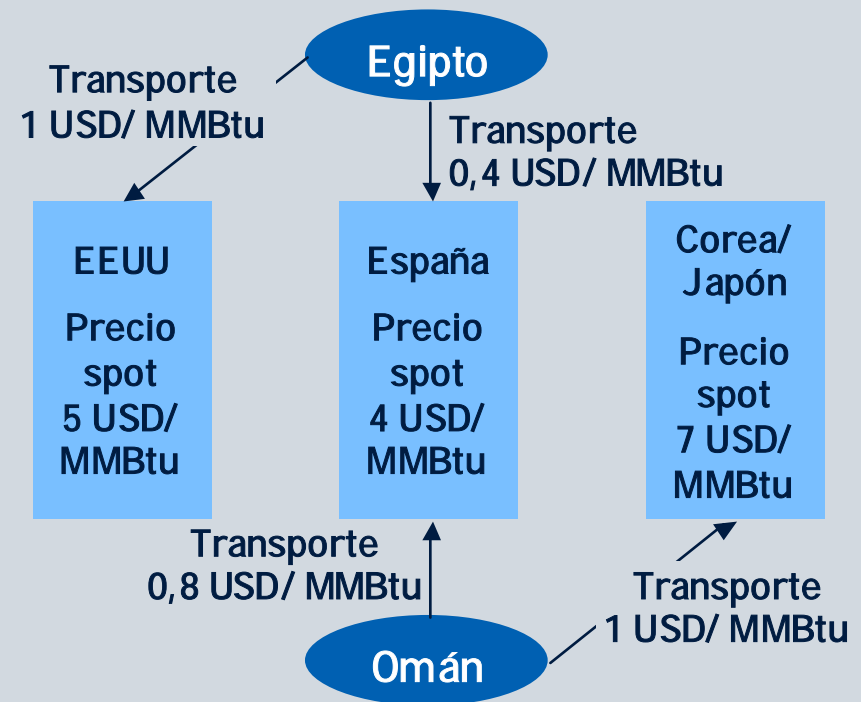 Egipto
Transporte
1 USD/ MMBtu
Transporte
0,4 USD/ MMBtu
EEUU
Precio
spot
5 USD/
MMBtu
España
Precio
spot
4 USD/
MMBtu
Corea/
Japón
Precio
spot
7 USD/
MMBtu
Transporte
0,8 USD/ MMBtu
Transporte
1 USD/ MMBtu
Omán